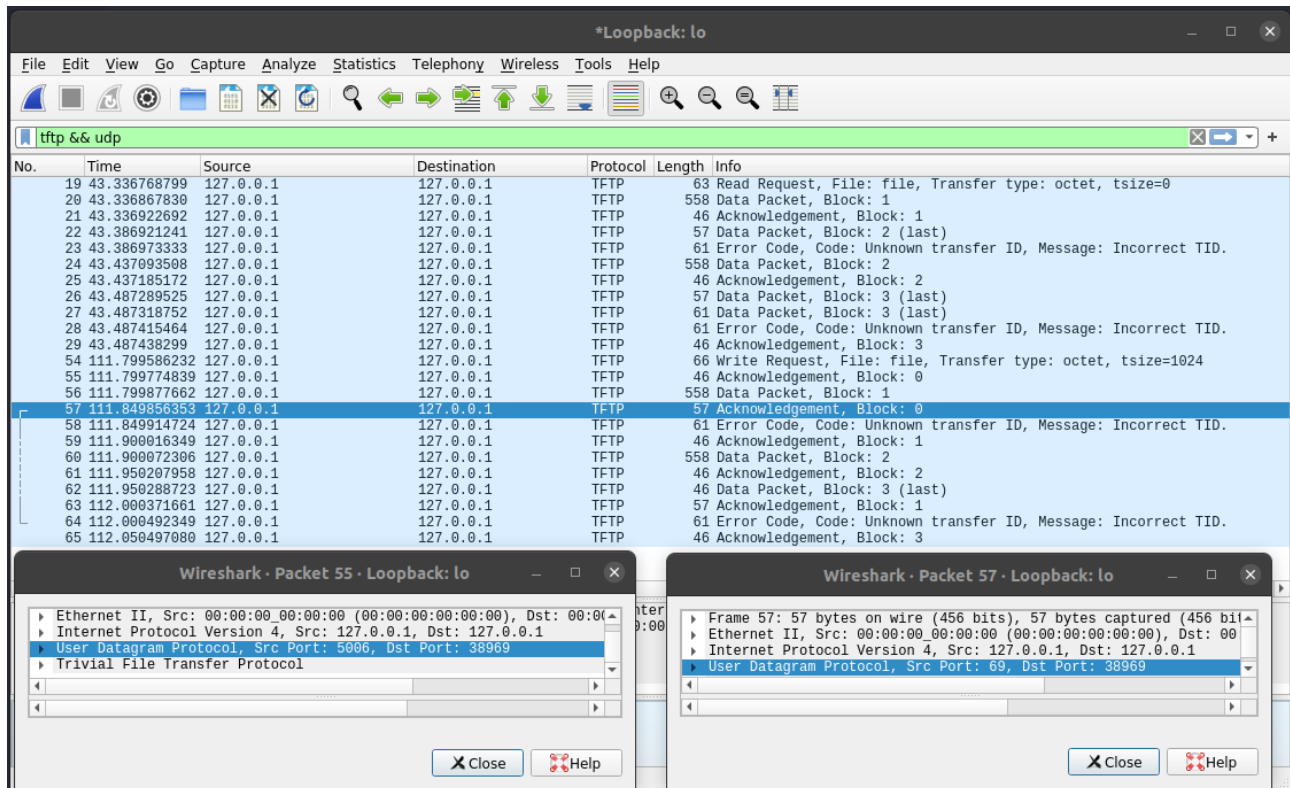 *Loopback: lo
File Edit View Go Capture Analyze Statistics Telephony Wireless Tools Help
tftp && udp
No. Time Source Destination Protocol Length Info
19 43.336768799 127.0.0.1 127.0.0.1 TFTP 63 Read Request, File: file, Transfer type: octet, tsize=0
20 43.336867830 127.0.0.1 127.0.0.1 TFTP 558 Data Packet, Block: 1
21 43.336922692 127.0.0.1 127.0.0.1 TFTP 46 Acknowledgement, Block: 1
22 43.386921241 127.0.0.1 127.0.0.1 TFTP 57 Data Packet, Block: 2 (last)
23 43.386973333 127.0.0.1 127.0.0.1 TFTP 61 Error Code, Code: Unknown transfer ID, Message: Incorrect TID.
24 43.437093508 127.0.0.1 127.0.0.1 TFTP 558 Data Packet, Block: 2
25 43.437185172 127.0.0.1 127.0.0.1 TFTP 46 Acknowledgement, Block: 2
26 43.487289525 127.0.0.1 127.0.0.1 TFTP 57 Data Packet, Block: 3 (last)
27 43.487318752 127.0.0.1 127.0.0.1 TFTP 61 Data Packet, Block: 3 (last)
28 43.487415464 127.0.0.1 127.0.0.1 TFTP 61 Error Code, Code: Unknown transfer ID, Message: Incorrect TID.
29 43.487438299 127.0.0.1 127.0.0.1 TFTP 46 Acknowledgement, Block: 3
54 111.799586232 127.0.0.1 127.0.0.1 TFTP 66 Write Request, File: file, Transfer type: octet, tsize=1024
55 111.799774839 127.0.0.1 127.0.0.1 TFTP 46 Acknowledgement, Block: 0
56 111.799877662 127.0.0.1 127.0.0.1 TFTP 558 Data Packet, Block: 1
57 111.849856353 127.0.0.1 127.0.0.1 TFTP 57 Acknowledgement, Block: 0
58 111.849914724 127.0.0.1 127.0.0.1 TFTP 61 Error Code, Code: Unknown transfer ID, Message: Incorrect TID.
59 111.900016349 127.0.0.1 127.0.0.1 TFTP 46 Acknowledgement, Block: 1
60 111.900072306 127.0.0.1 127.0.0.1 TFTP 558 Data Packet, Block: 2
61 111.950207958 127.0.0.1 127.0.0.1 TFTP 46 Acknowledgement, Block: 2
62 111.950288723 127.0.0.1 127.0.0.1 TFTP 46 Data Packet, Block: 3 (last)
63 112.000371661 127.0.0.1 127.0.0.1 TFTP 57 Acknowledgement, Block: 1
64 112.000492349 127.0.0.1 127.0.0.1 TFTP 61 Error Code, Code: Unknown transfer ID, Message: Incorrect TID.
65 112.050497080 127.0.0.1 127.0.0.1 TFTP 46 Acknowledgement, Block: 3
Wireshark · Packet 55 · Loopback: lo
Ethernet II, Src: 00:00:00_00:00:00 (00:00:00:00:00:00), Dst: 00:0
Internet Protocol Version 4, Src: 127.0.0.1, Dst: 127.0.0.1
User Datagram Protocol, Src Port: 5006, Dst Port: 38969
Trivial File Transfer Protocol
Close Help
Wireshark · Packet 57 · Loopback: lo
Frame 57: 57 bytes on wire (456 bits), 57 bytes captured (456 bit
Ethernet II, Src: 00:00:00_00:00:00 (00:00:00:00:00:00), Dst: 00
Internet Protocol Version 4, Src: 127.0.0.1, Dst: 127.0.0.1
User Datagram Protocol, Src Port: 69, Dst Port: 38969
Close Help